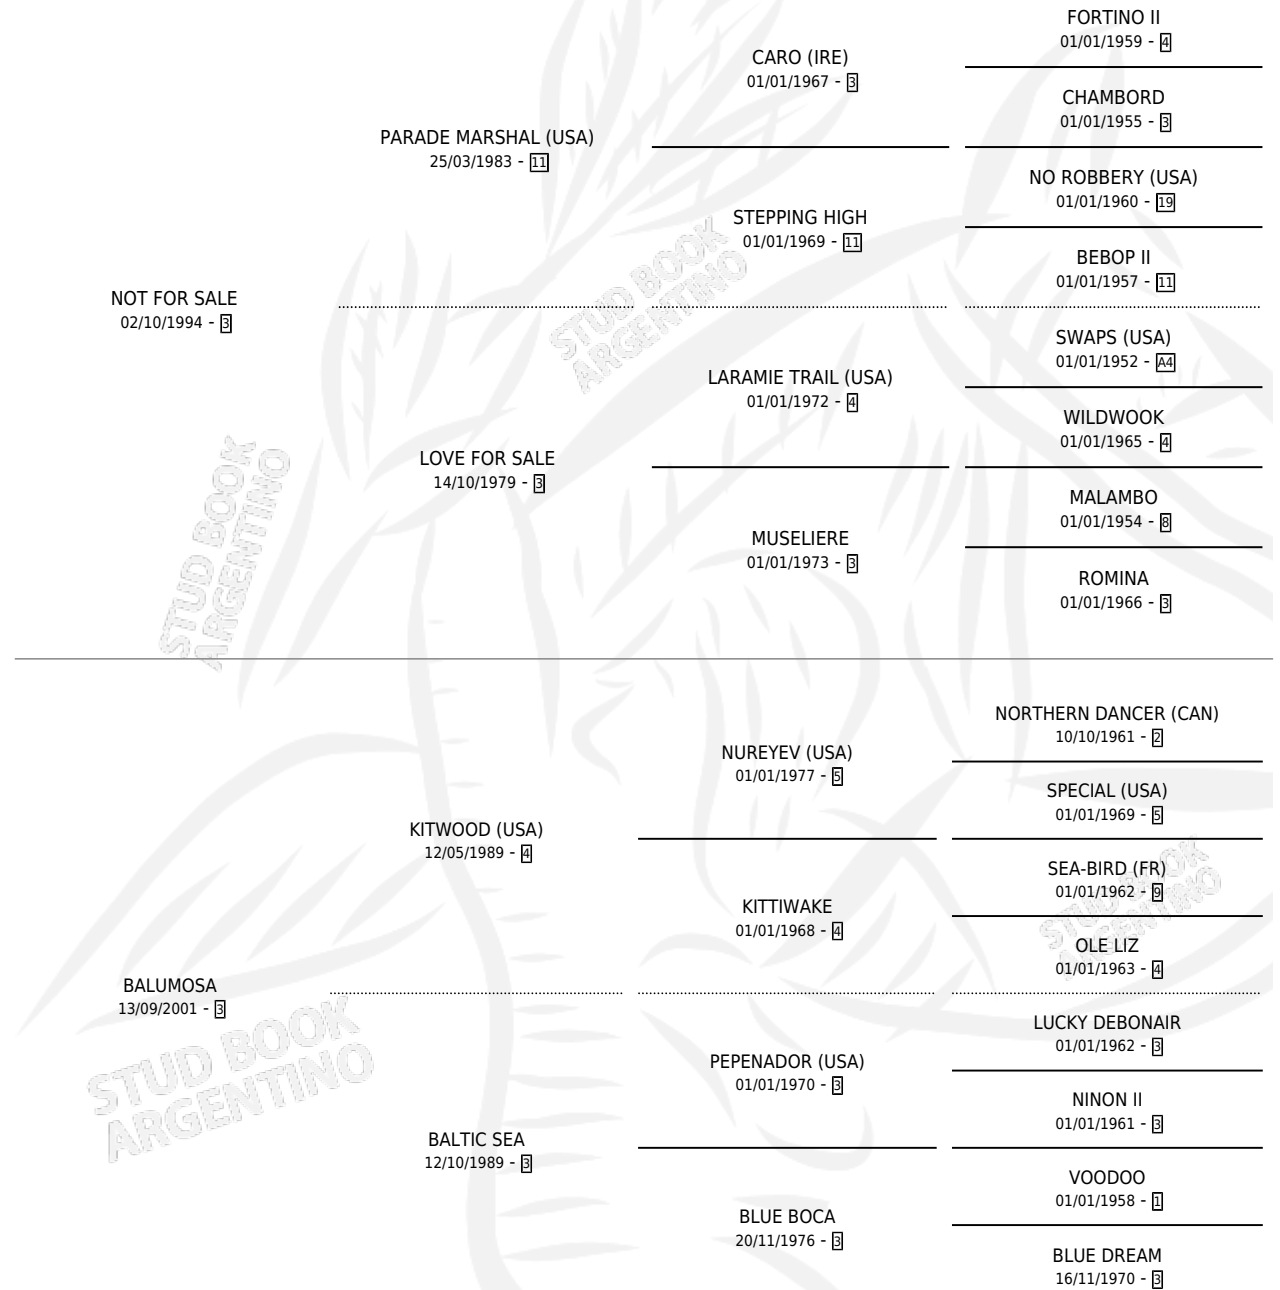 FORTINO II
01/01/1959 - 4
CARO (IRE)
01/01/1967 - 3
CHAMBORD
01/01/1955 - 3
PARADE MARSHAL (USA)
25/03/1983 - 11
NO ROBBERY (USA)
01/01/1960 - 19
STEPPING HIGH
01/01/1969 - 11
BEBOP II
01/01/1957 - 11
NOT FOR SALE
02/10/1994 - 3
STUD BOOK
ARGENTINO
SWAPS (USA)
01/01/1952 - A4
LARAMIE TRAIL (USA)
01/01/1972 - 4
WILDWOOK
01/01/1965 - 4
LOVE FOR SALE
14/10/1979 - 3
MALAMBO
01/01/1954 - 8
MUSELIERE
01/01/1973 - 3
ROMINA
01/01/1966 - 3
STUD BOOK
ARGENTINO
NORTHERN DANCER (CAN)
10/10/1961 - 2
NUREYEV (USA)
01/01/1977 - 5
SPECIAL (USA)
01/01/1969 - 5
KITWOOD (USA)
12/05/1989 - 4
SEA-BIRD (FR)
01/01/1962 - 9
KITTIWAKE
01/01/1968 - 4
OLE LIZ
01/01/1963 - 4
STUD BOOK
ARGENTINO
BALUMOSA
13/09/2001 - 3
LUCKY DEBONAIR
01/01/1962 - 3
PEPENADOR (USA)
01/01/1970 - 3
NINON II
01/01/1961 - 3
STUD BOOK
ARGENTINO
BALTIC SEA
12/10/1989 - 3
VOODOO
01/01/1958 - 1
BLUE BOCA
20/11/1976 - 3
BLUE DREAM
16/11/1970 - 3